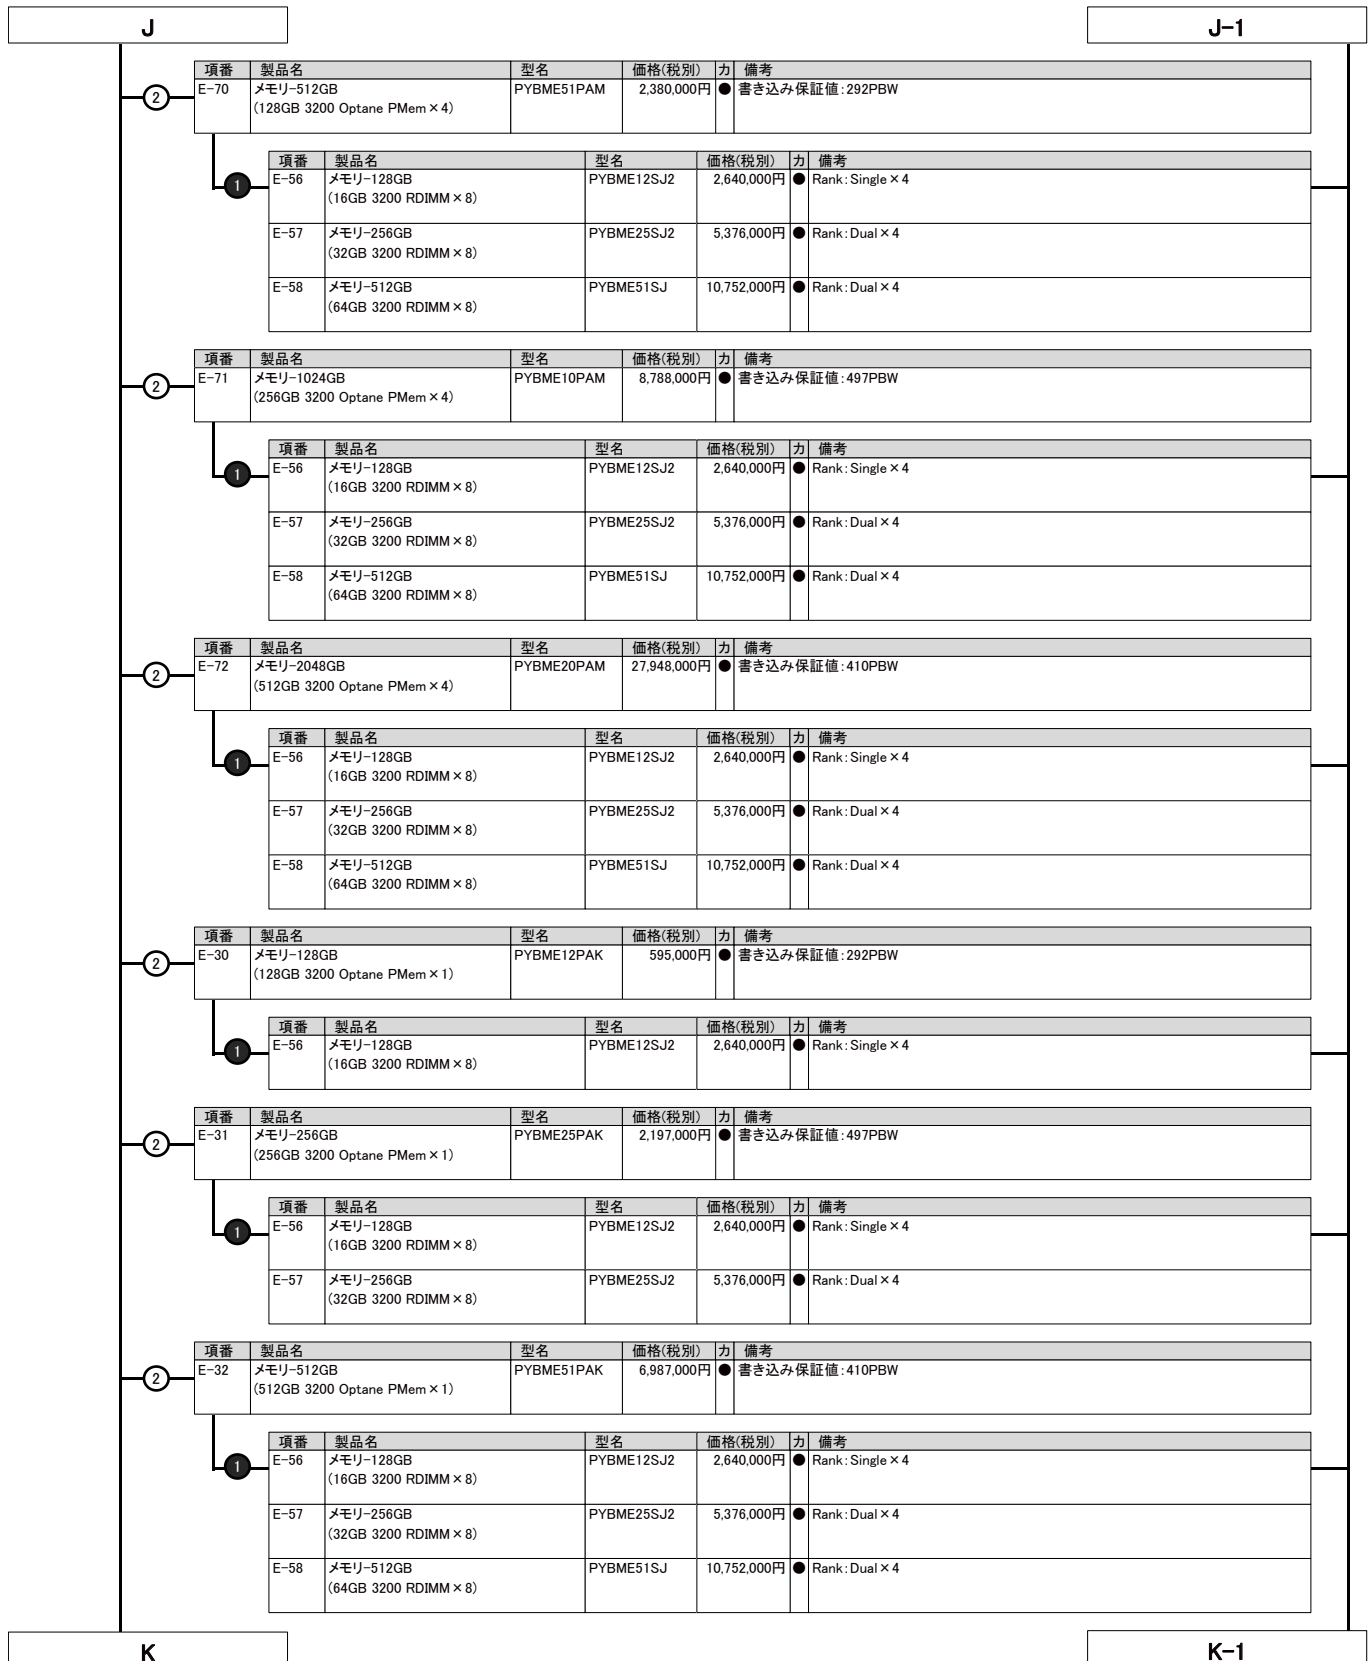 J J-1
項番 製品名 型名 価格(税別) カ 備考
② E-70 メモリ-512GB PYBME51PAM 2,380,000円 ● 書き込み保証値:292PBW
(128GB 3200 Optane PMem×4)
項番 製品名 型名 価格(税別) カ 備考
❶ E-56 メモリ-128GB PYBME12SJ2 2,640,000円 ● Rank:Single×4
(16GB 3200 RDIMM×8)
E-57 メモリ-256GB PYBME25SJ2 5,376,000円 ● Rank:Dual×4
(32GB 3200 RDIMM×8)
E-58 メモリ-512GB PYBME51SJ 10,752,000円 ● Rank:Dual×4
(64GB 3200 RDIMM×8)
項番 製品名 型名 価格(税別) カ 備考
② E-71 メモリ-1024GB PYBME10PAM 8,788,000円 ● 書き込み保証値:497PBW
(256GB 3200 Optane PMem×4)
項番 製品名 型名 価格(税別) カ 備考
❶ E-56 メモリ-128GB PYBME12SJ2 2,640,000円 ● Rank:Single×4
(16GB 3200 RDIMM×8)
E-57 メモリ-256GB PYBME25SJ2 5,376,000円 ● Rank:Dual×4
(32GB 3200 RDIMM×8)
E-58 メモリ-512GB PYBME51SJ 10,752,000円 ● Rank:Dual×4
(64GB 3200 RDIMM×8)
項番 製品名 型名 価格(税別) カ 備考
② E-72 メモリ-2048GB PYBME20PAM 27,948,000円 ● 書き込み保証値:410PBW
(512GB 3200 Optane PMem×4)
項番 製品名 型名 価格(税別) カ 備考
❶ E-56 メモリ-128GB PYBME12SJ2 2,640,000円 ● Rank:Single×4
(16GB 3200 RDIMM×8)
E-57 メモリ-256GB PYBME25SJ2 5,376,000円 ● Rank:Dual×4
(32GB 3200 RDIMM×8)
E-58 メモリ-512GB PYBME51SJ 10,752,000円 ● Rank:Dual×4
(64GB 3200 RDIMM×8)
項番 製品名 型名 価格(税別) カ 備考
② E-30 メモリ-128GB PYBME12PAK 595,000円 ● 書き込み保証値:292PBW
(128GB 3200 Optane PMem×1)
項番 製品名 型名 価格(税別) カ 備考
❶ E-56 メモリ-128GB PYBME12SJ2 2,640,000円 ● Rank:Single×4
(16GB 3200 RDIMM×8)
項番 製品名 型名 価格(税別) カ 備考
② E-31 メモリ-256GB PYBME25PAK 2,197,000円 ● 書き込み保証値:497PBW
(256GB 3200 Optane PMem×1)
項番 製品名 型名 価格(税別) カ 備考
❶ E-56 メモリ-128GB PYBME12SJ2 2,640,000円 ● Rank:Single×4
(16GB 3200 RDIMM×8)
E-57 メモリ-256GB PYBME25SJ2 5,376,000円 ● Rank:Dual×4
(32GB 3200 RDIMM×8)
項番 製品名 型名 価格(税別) カ 備考
② E-32 メモリ-512GB PYBME51PAK 6,987,000円 ● 書き込み保証値:410PBW
(512GB 3200 Optane PMem×1)
項番 製品名 型名 価格(税別) カ 備考
❶ E-56 メモリ-128GB PYBME12SJ2 2,640,000円 ● Rank:Single×4
(16GB 3200 RDIMM×8)
E-57 メモリ-256GB PYBME25SJ2 5,376,000円 ● Rank:Dual×4
(32GB 3200 RDIMM×8)
E-58 メモリ-512GB PYBME51SJ 10,752,000円 ● Rank:Dual×4
(64GB 3200 RDIMM×8)
K K-1